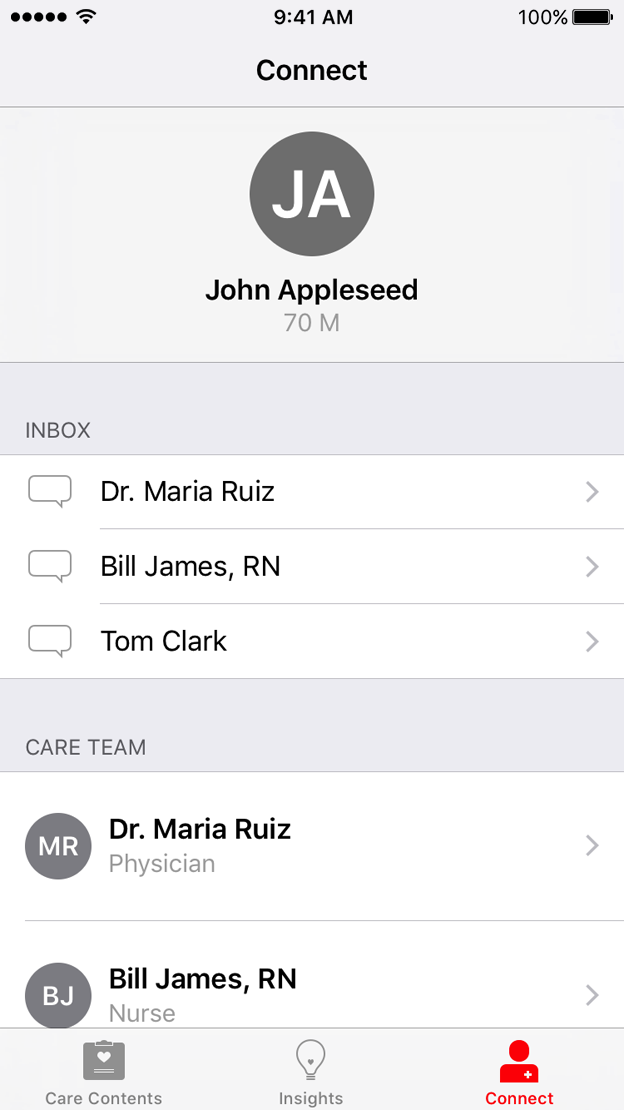 9:41 AM 100%
Connect
JA
John Appleseed
70 M
INBOX
Dr. Maria Ruiz
Bill James, RN
Tom Clark
CARE TEAM
MR
Dr. Maria Ruiz
Physician
BJ
Bill James, RN
Nurse
Care Contents Insights Connect